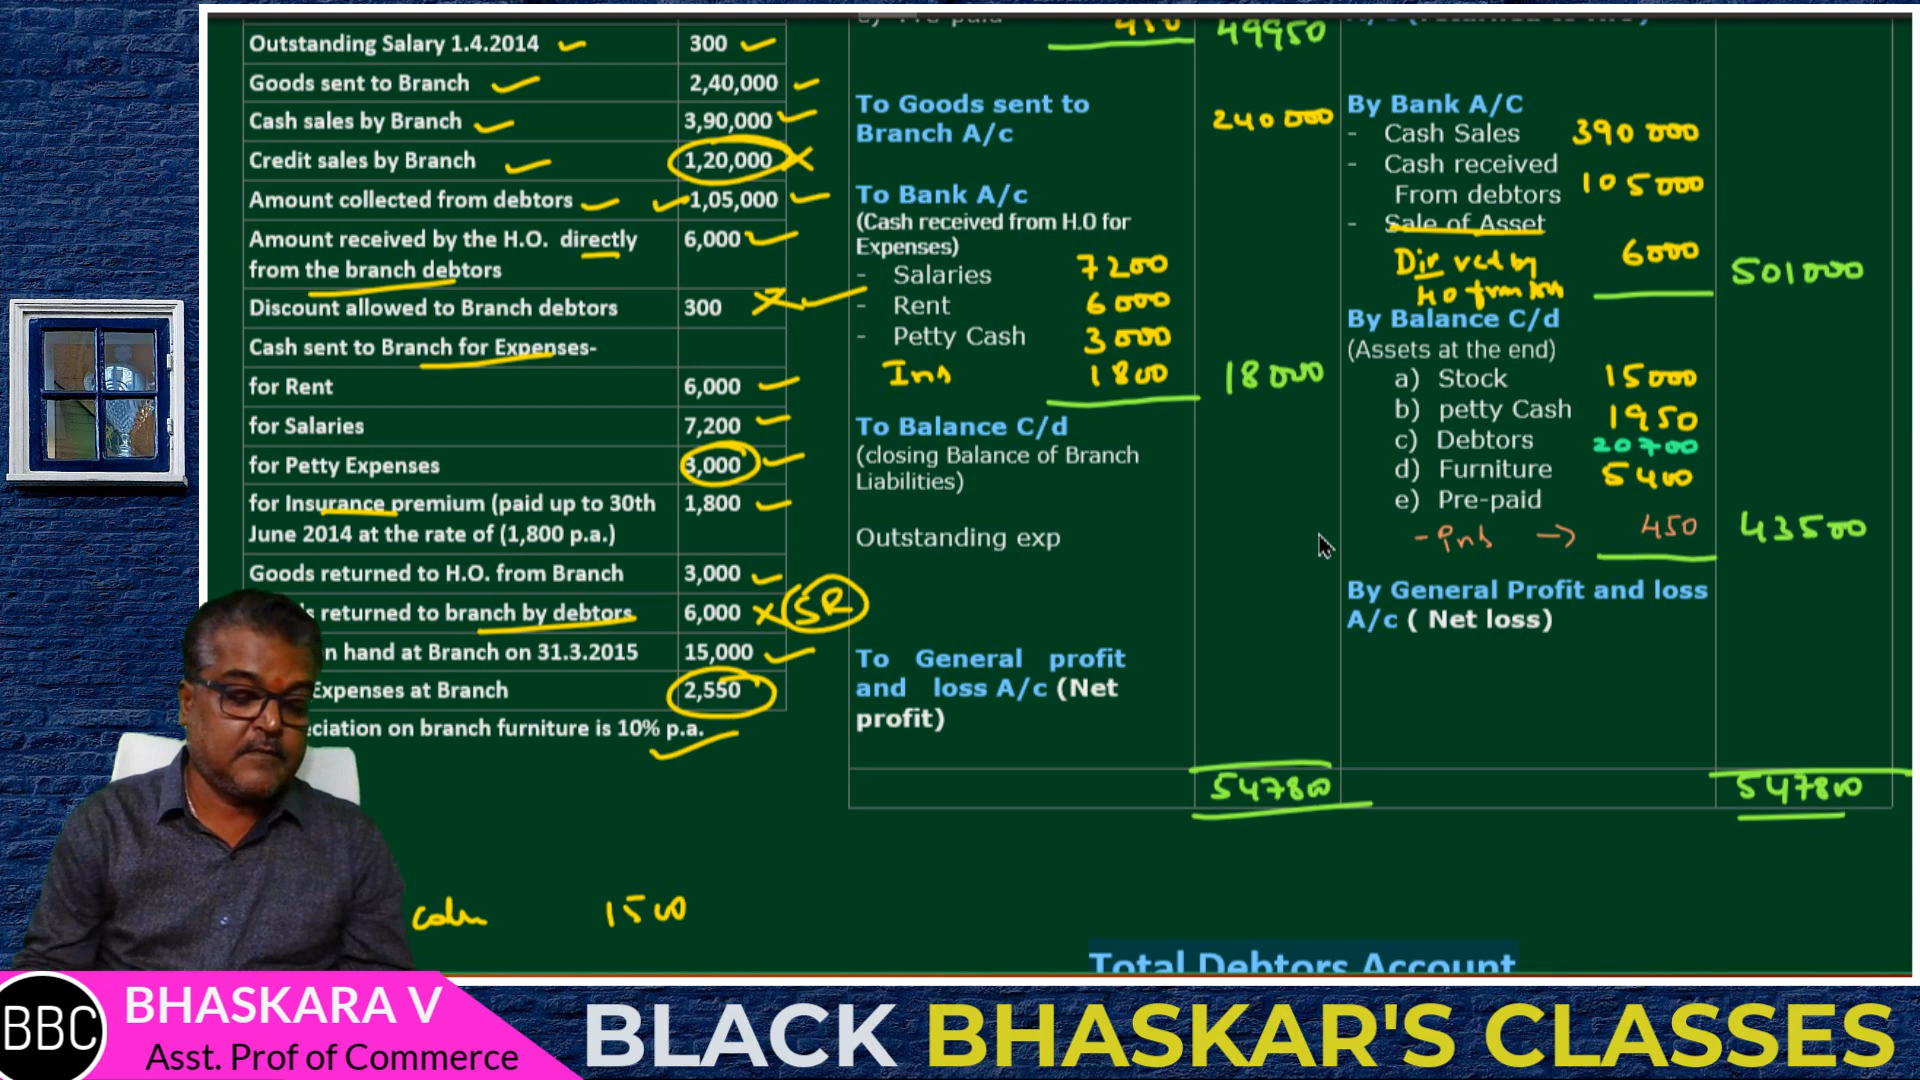 Outstanding Salary 1.4.2014 300
Goods sent to Branch 2,40,000
Cash sales by Branch 3,90,000
Credit sales by Branch 1,20,000
Amount collected from debtors 1,05,000
Amount received by the H.O. directly 6,000
from the branch debtors
Discount allowed to Branch debtors 300
Cash sent to Branch for Expenses-
for Rent 6,000
for Salaries 7,200
for Petty Expenses 3,000
for Insurance premium (paid up to 30th 1,800
June 2014 at the rate of (1,800 p.a.)
Goods returned to H.O. from Branch 3,000
returned to branch by debtors 6,000 SR
n hand at Branch on 31.3.2015 15,000
Expenses at Branch 2,550
ciation on branch furniture is 10% p.a.
1500
450 49950
To Goods sent to
Branch A/c 240000
To Bank A/c
(Cash received from H.O for
Expenses)
- Salaries 7200
- Rent 6000
- Petty Cash 3000
Ins 1800 18000
To Balance C/d
(closing Balance of Branch
Liabilities)
Outstanding exp
To General profit
and loss A/c (Net
profit)
547800
By Bank A/C
- Cash Sales 390000
- Cash received
From debtors 105000
- Sale of Asset
Dir rcd by 6000 501000
HO from
By Balance C/d
(Assets at the end)
a) Stock 15000
b) petty Cash 1950
c) Debtors 20700
d) Furniture 5400
e) Pre-paid
- Ins → 450 43500
By General Profit and loss
A/c ( Net loss)
547800
Total Debtors Account
BBC
BHASKARA V
Asst. Prof of Commerce
BLACK BHASKAR'S CLASSES